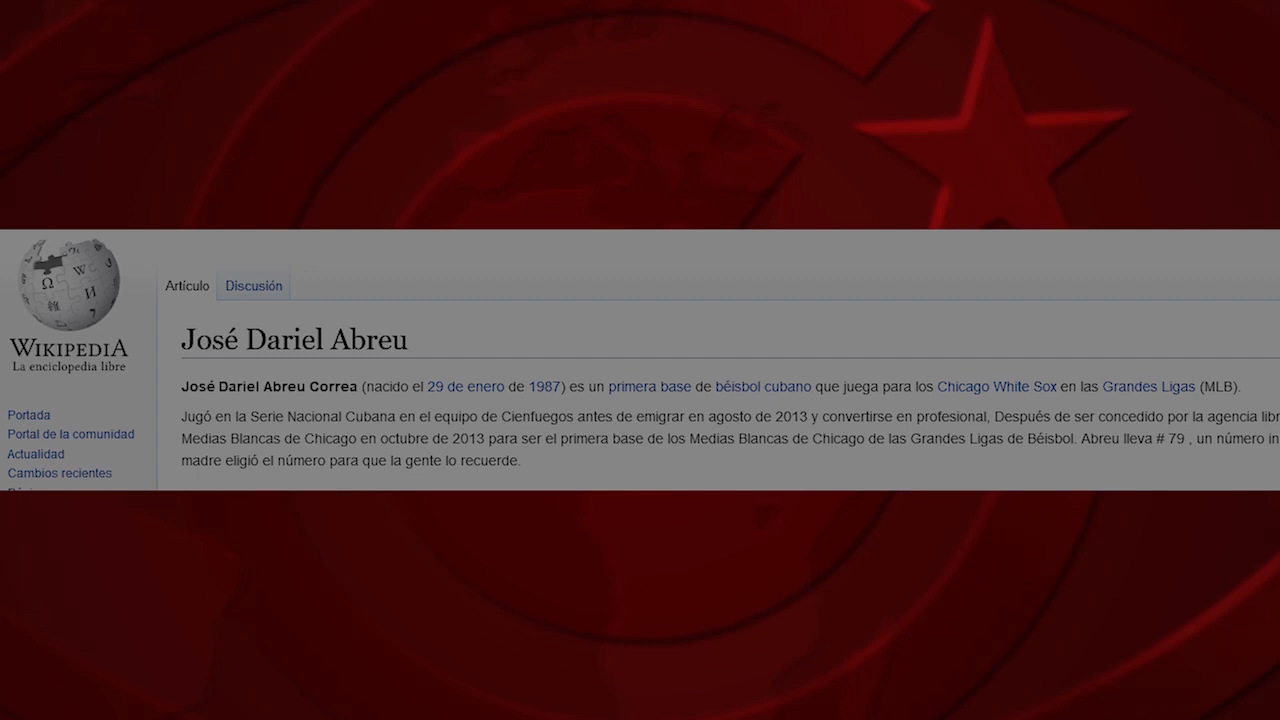 WIKIPEDIA
La enciclopedia libre
Portada
Portal de la comunidad
Actualidad
Cambios recientes
Artículo Discusión
José Dariel Abreu
José Dariel Abreu Correa (nacido el 29 de enero de 1987) es un primera base de béisbol cubano que juega para los Chicago White Sox en las Grandes Ligas (MLB).
Jugó en la Serie Nacional Cubana en el equipo de Cienfuegos antes de emigrar en agosto de 2013 y convertirse en profesional, Después de ser concedido por la agencia
Medias Blancas de Chicago en octubre de 2013 para ser el primera base de los Medias Blancas de Chicago de las Grandes Ligas de Béisbol. Abreu lleva # 79 , un número
madre eligió el número para que la gente lo recuerde.